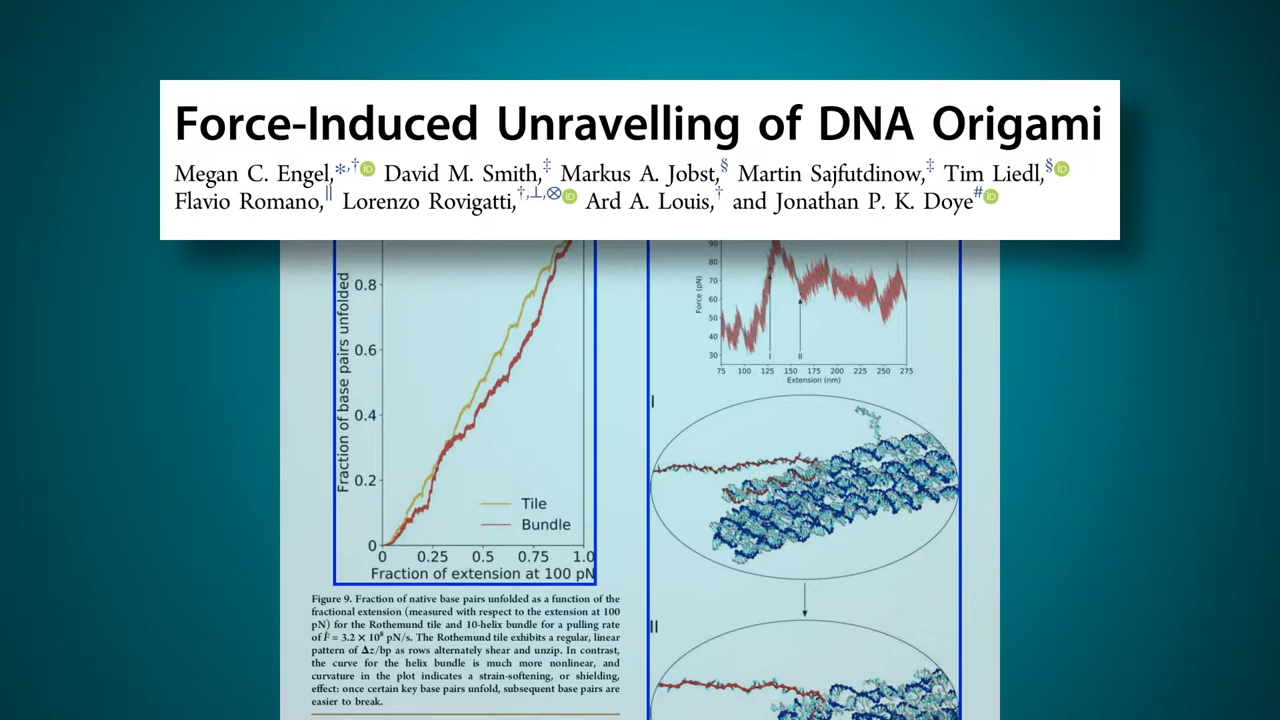 Force-Induced Unravelling of DNA Origami
Megan C. Engel,*,† iD David M. Smith,‡ Markus A. Jobst,§ Martin Sajfutdinow,‡ Tim Liedl,§ iD
Flavio Romano,∥ Lorenzo Rovigatti,†,⊥,⊗ iD Ard A. Louis,† and Jonathan P. K. Doye# iD
Fraction of base pairs unfolded
0.8
0.6
0.4
0.2
0
Tile
Bundle
0 0.25 0.5 0.75 1.0
Fraction of extension at 100 pN
Figure 9. Fraction of native base pairs unfolded as a function of the
fractional extension (measured with respect to the extension at 100
pN) for the Rothemund tile and 10-helix bundle for a pulling rate
of Ḟ = 3.2 × 10⁸ pN/s. The Rothemund tile exhibits a regular, linear
pattern of Δz/bp as rows alternately shear and unzip. In contrast,
the curve for the helix bundle is much more nonlinear, and
curvature in the plot indicates a strain-softening, or shielding,
effect: once certain key base pairs unfold, subsequent base pairs are
easier to break.
Force (pN)
90
80
70
60
50
40
30
I II
75 100 125 150 175 200 225 250 275
Extension (nm)
I
II